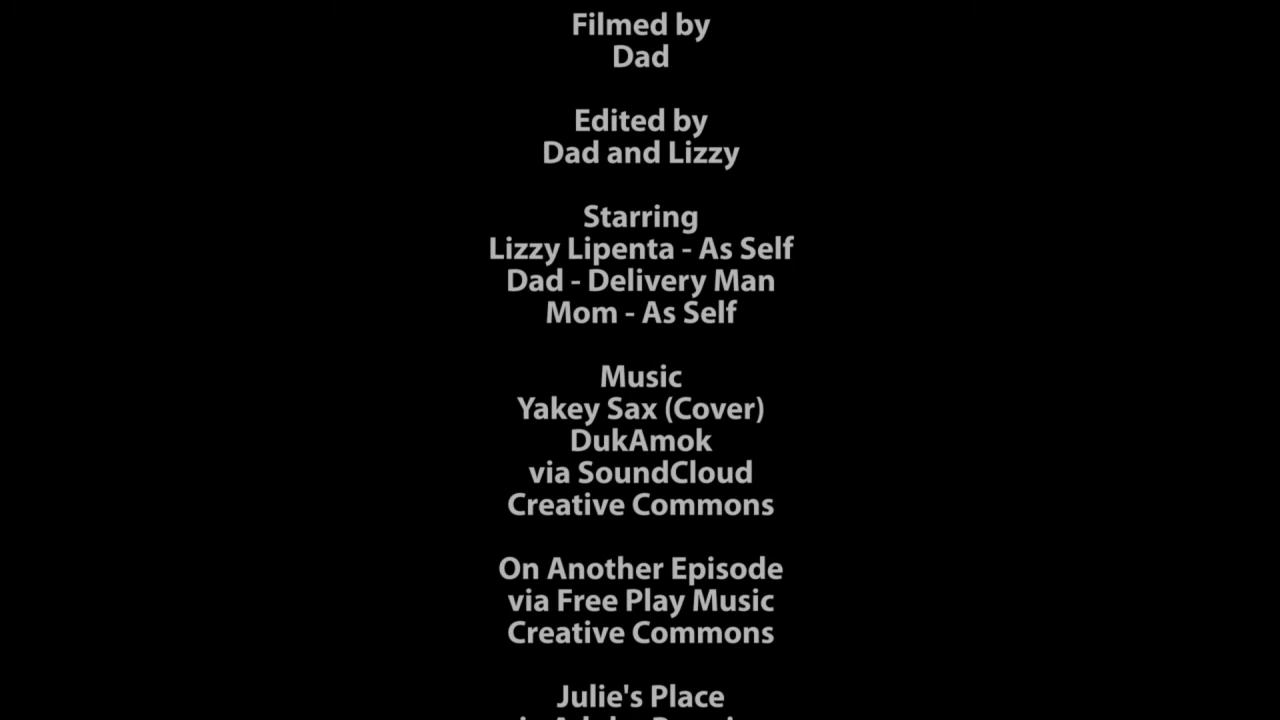 Filmed by
Dad
Edited by
Dad and Lizzy
Starring
Lizzy Lipenta - As Self
Dad - Delivery Man
Mom - As Self
Music
Yakey Sax (Cover)
DukAmok
via SoundCloud
Creative Commons
On Another Episode
via Free Play Music
Creative Commons
Julie's Place